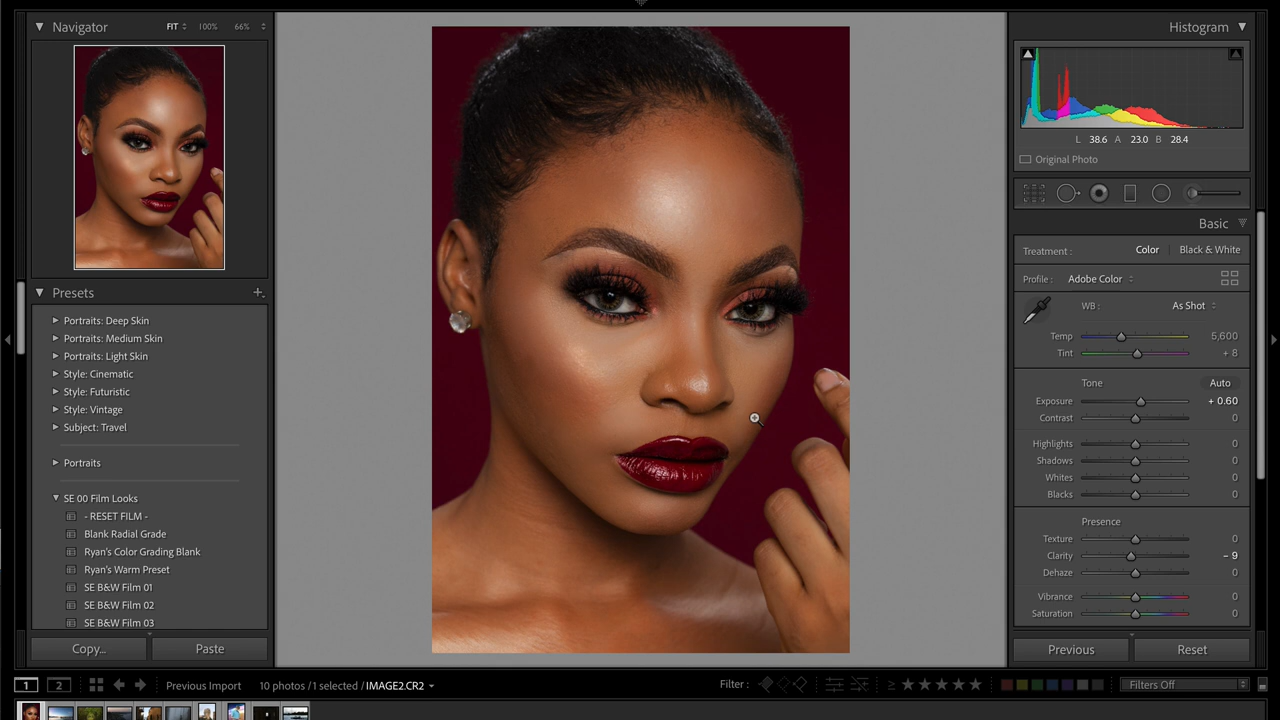 Navigator FIT 100% 66%
Histogram
L 38.6 A 23.0 B 28.4
Original Photo
Presets +
Portraits: Deep Skin
Portraits: Medium Skin
Portraits: Light Skin
Style: Cinematic
Style: Futuristic
Style: Vintage
Subject: Travel
Portraits
SE 00 Film Looks
- RESET FILM -
Blank Radial Grade
Ryan's Color Grading Blank
Ryan's Warm Preset
SE B&W Film 01
SE B&W Film 02
SE B&W Film 03
Copy... Paste
Basic
Treatment : Color Black & White
Profile : Adobe Color
WB : As Shot
Temp 5,600
Tint + 8
Tone Auto
Exposure + 0.60
Contrast 0
Highlights 0
Shadows 0
Whites 0
Blacks 0
Presence
Texture 0
Clarity – 9
Dehaze 0
Vibrance 0
Saturation 0
Previous Reset
1 2 Previous Import 10 photos / 1 selected / IMAGE2.CR2 Filter : ≥ ★ ★ ★ ★ ★ Filters Off